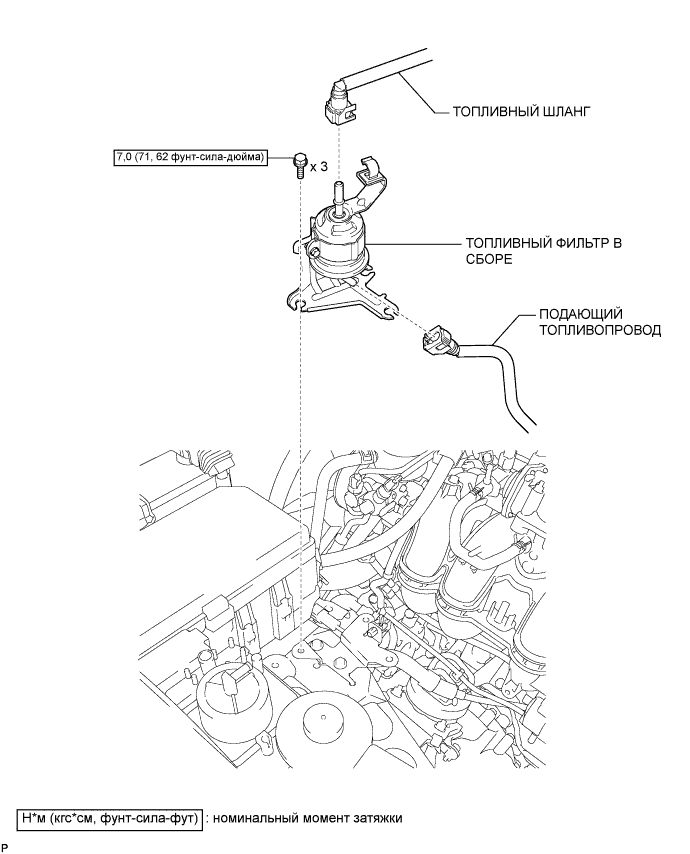 ТОПЛИВНЫЙ ШЛАНГ
7,0 (71, 62 фунт-сила-дюйма)
x 3
ТОПЛИВНЫЙ ФИЛЬТР В
СБОРЕ
ПОДАЮЩИЙ
ТОПЛИВОПРОВОД
Н*м (кгс*см, фунт-сила-фут) : номинальный момент затяжки
P